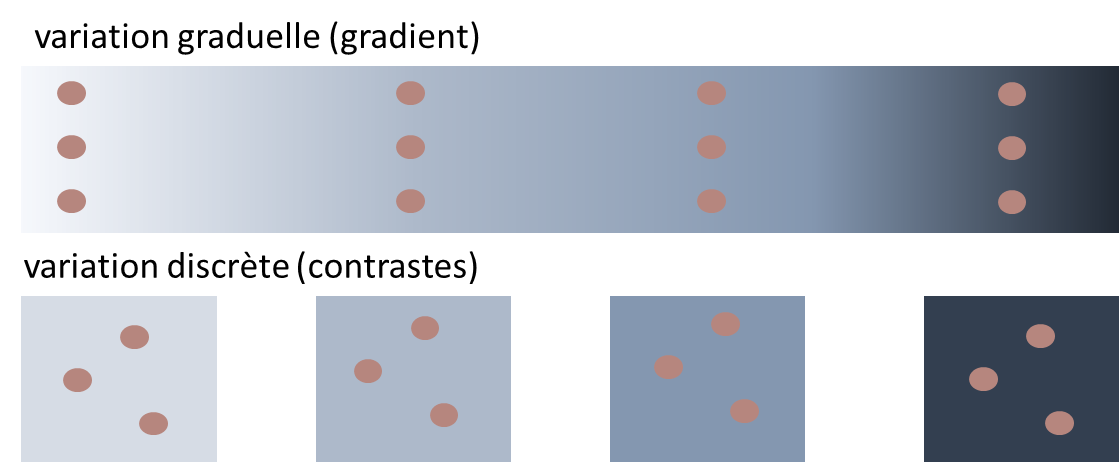 variation graduelle (gradient)
variation discrète (contrastes)